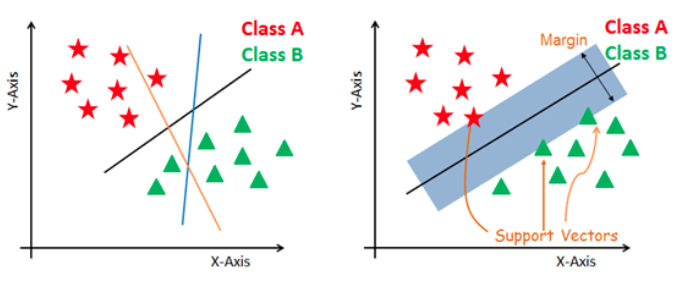 Class A
Class B
Y-Axis
X-Axis
Class A
Class B
Margin
Y-Axis
Support Vectors
X-Axis